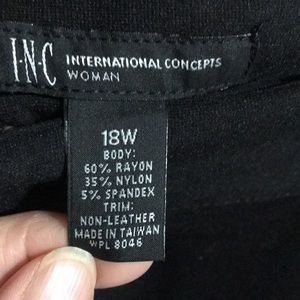 I·N·C INTERNATIONAL CONCEPTS
WOMAN
18W
BODY:
60% RAYON
35% NYLON
5% SPANDEX
TRIM:
NON-LEATHER
MADE IN TAIWAN
WPL 8046